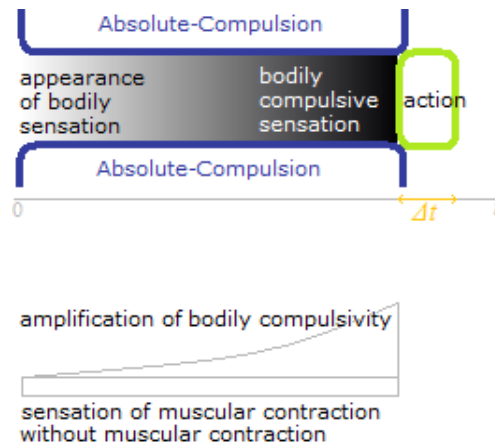 Absolute-Compulsion
appearance
of bodily
sensation
bodily
compulsive
sensation
action
Absolute-Compulsion
0
Δt
amplification of bodily compulsivity
sensation of muscular contraction
without muscular contraction